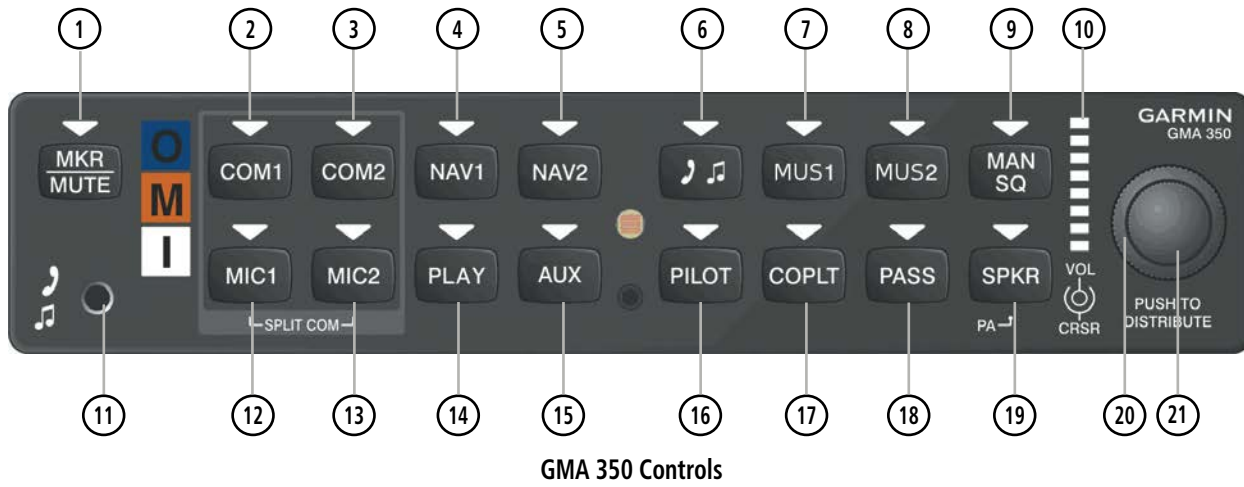 1 2 3 4 5 6 7 8 9 10
GARMIN
GMA 350
MKR
MUTE
O
M
I
COM1 COM2 NAV1 NAV2 MUS1 MUS2 MAN
SQ
MIC1 MIC2 PLAY AUX PILOT COPLT PASS SPKR
VOL
CRSR
SPLIT COM
PA
PUSH TO
DISTRIBUTE
11 12 13 14 15 16 17 18 19 20 21
GMA 350 Controls